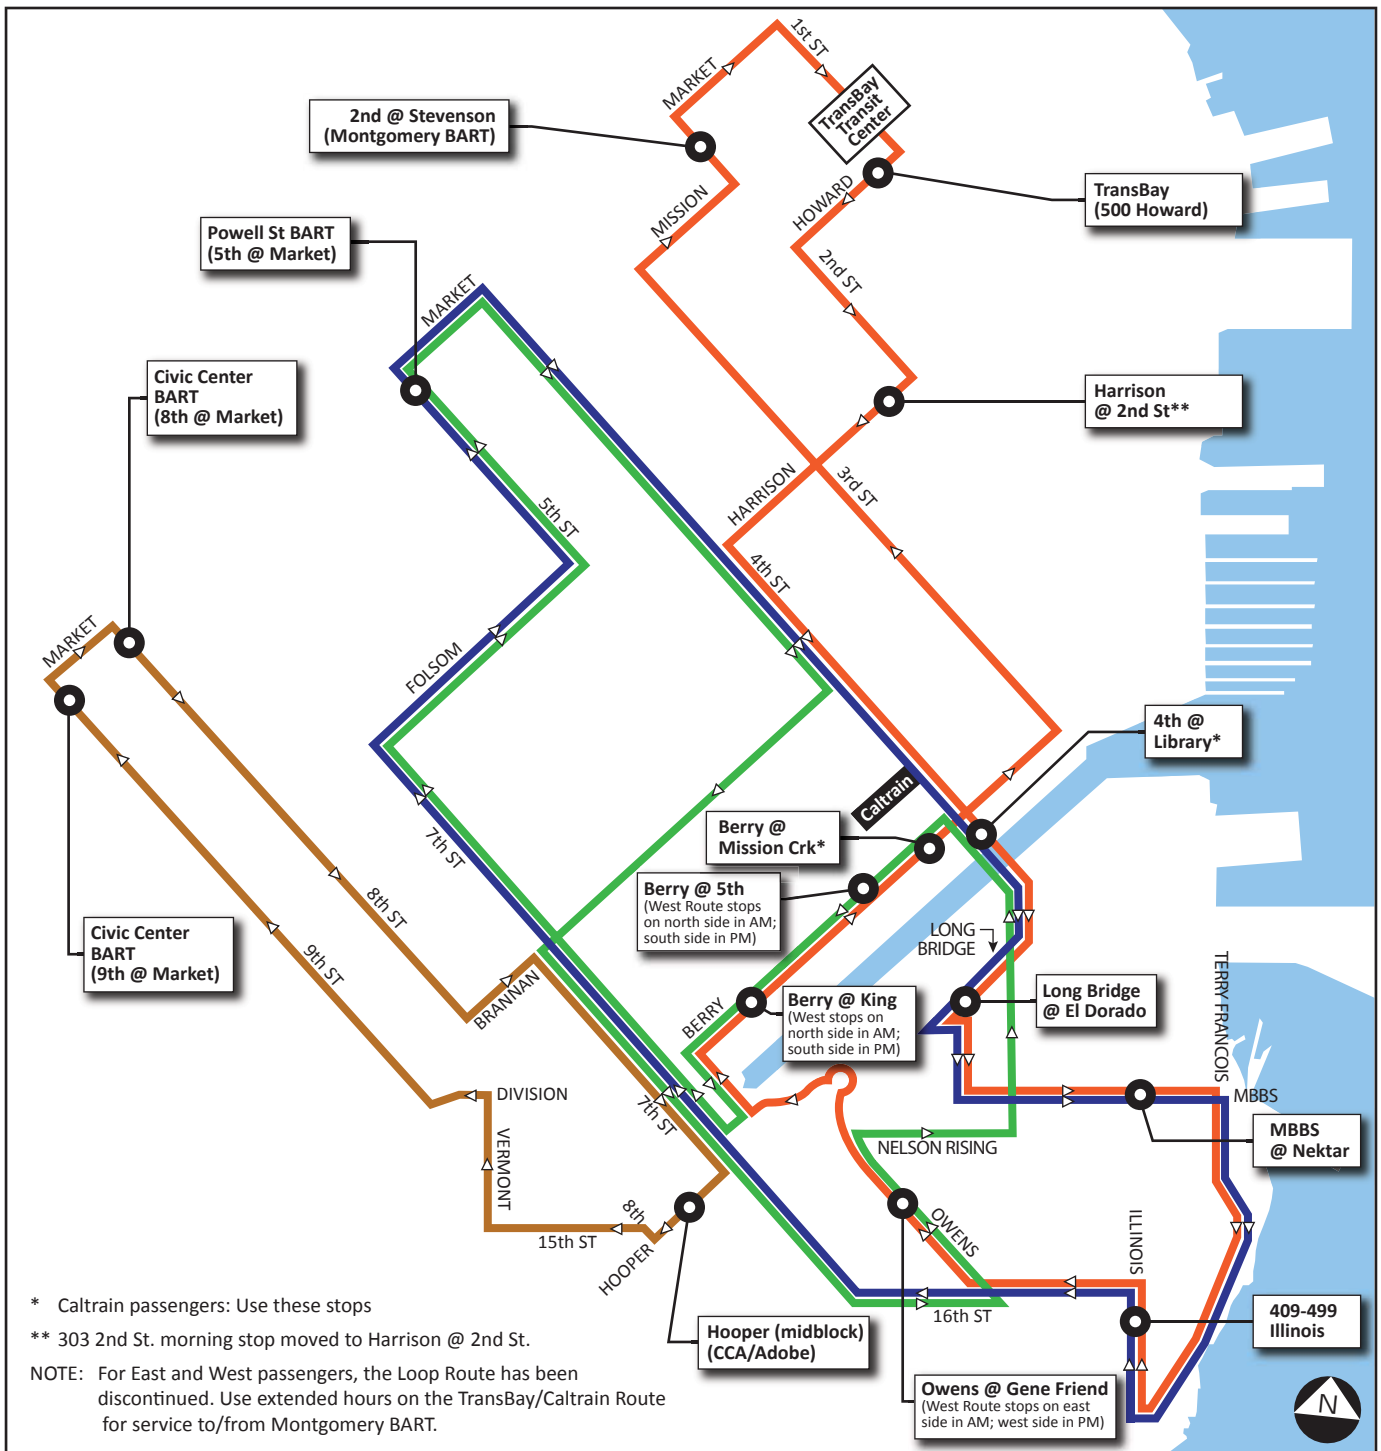 1st ST
MARKET
TransBay
Transit
Center
2nd @ Stevenson
(Montgomery BART)
MISSION
HOWARD
TransBay
(500 Howard)
Powell St BART
(5th @ Market)
2nd ST
MARKET
Civic Center
BART
(8th @ Market)
Harrison
@ 2nd St**
HARRISON
3rd ST
5th ST
4th ST
MARKET
FOLSOM
4th @
Library*
Caltrain
Berry @
Mission Crk*
7th ST
8th ST
Berry @ 5th
(West Route stops
on north side in AM;
south side in PM)
Civic Center
BART
(9th @ Market)
9th ST
LONG
BRIDGE
TERRY FRANCOIS
BRANNAN
BERRY
Berry @ King
(West stops on
north side in AM;
south side in PM)
Long Bridge
@ El Dorado
DIVISION
7th ST
MBBS
MBBS
@ Nektar
NELSON RISING
VERMONT
8th
OWENS
ILLINOIS
15th ST
HOOPER
16th ST
409-499
Illinois
Hooper (midblock)
(CCA/Adobe)
Owens @ Gene Friend
(West Route stops on east
side in AM; west side in PM)
* Caltrain passengers: Use these stops
** 303 2nd St. morning stop moved to Harrison @ 2nd St.
NOTE: For East and West passengers, the Loop Route has been
discontinued. Use extended hours on the TransBay/Caltrain Route
for service to/from Montgomery BART.
N